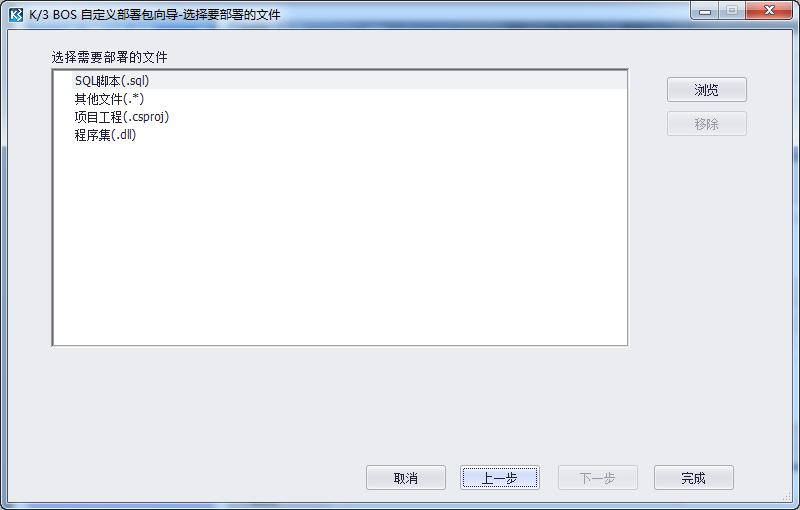 K/3 BOS 自定义部署包向导-选择要部署的文件
选择需要部署的文件
SQL脚本(.sql)
其他文件(.*)
项目工程(.csproj)
程序集(.dll)
浏览
移除
取消
上一步
下一步
完成